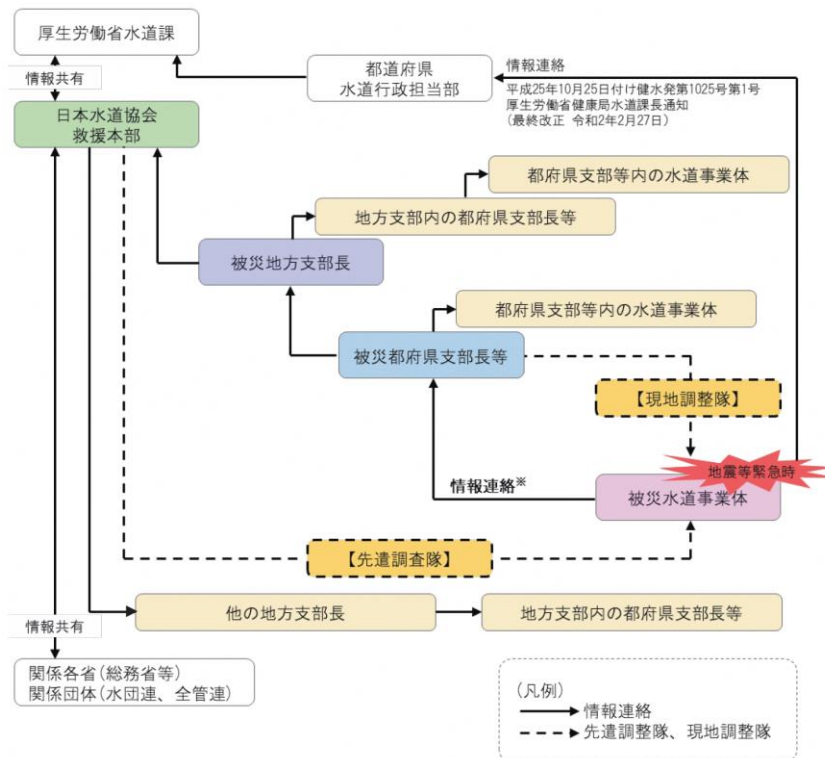 厚生労働省水道課
情報共有
都道府県
水道行政担当部
情報連絡
平成25年10月25日付け健水発第1025号第1号
厚生労働省健康局水道課長通知
(最終改正 令和2年2月27日)
日本水道協会
救援本部
都府県支部等内の水道事業体
地方支部内の都府県支部長等
被災地方支部長
都府県支部等内の水道事業体
被災都府県支部長等
【現地調整隊】
地震等緊急時
情報連絡※
被災水道事業体
【先遣調査隊】
他の地方支部長
地方支部内の都府県支部長等
情報共有
関係各省(総務省等)
関係団体(水団連、全管連)
(凡例)
情報連絡
先遣調整隊、現地調整隊